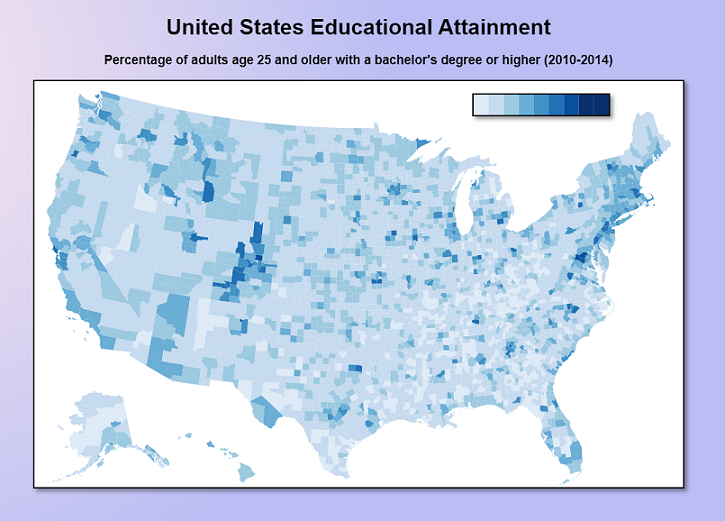 United States Educational Attainment
Percentage of adults age 25 and older with a bachelor's degree or higher (2010-2014)